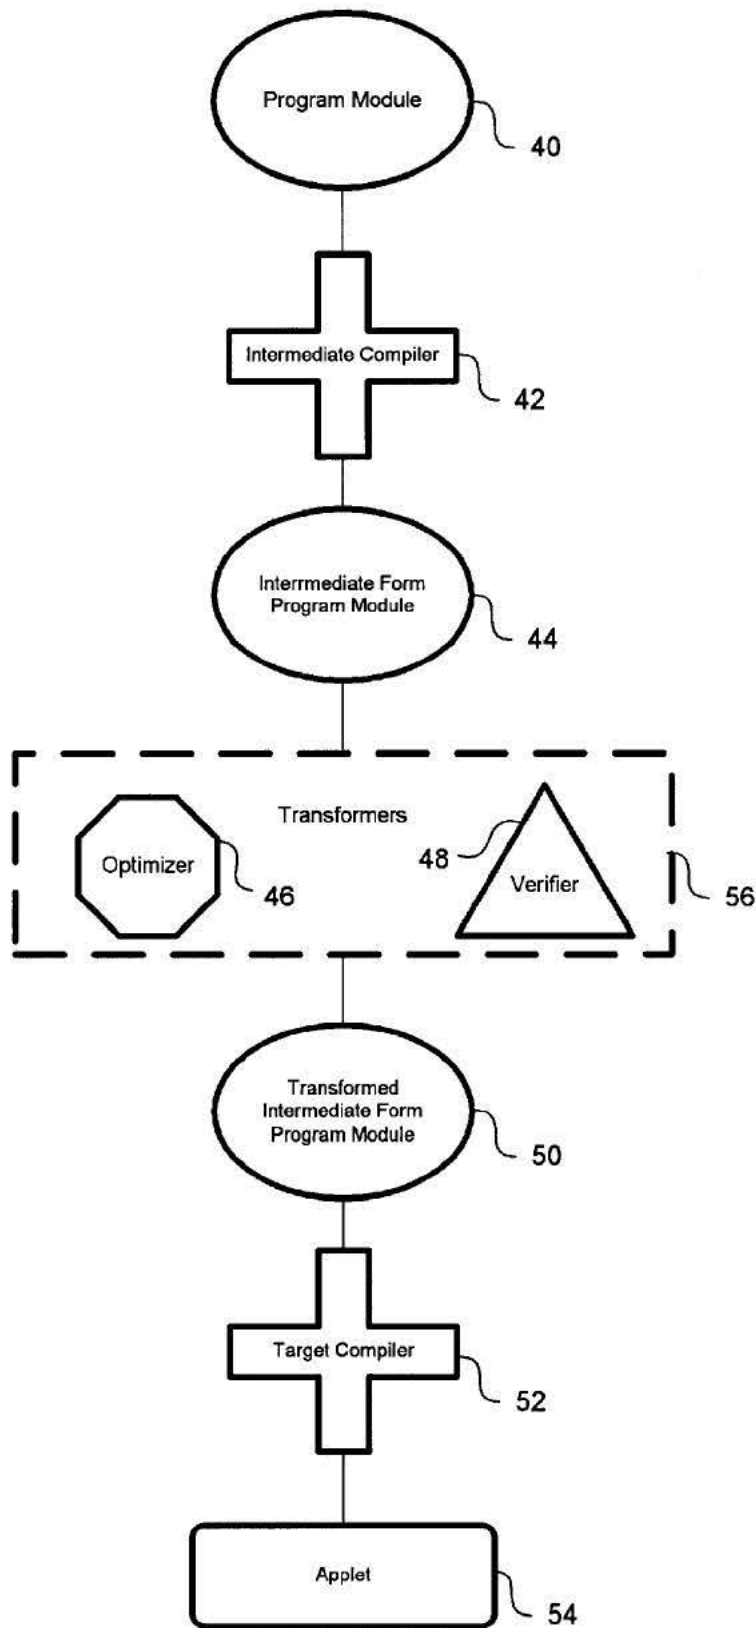 Program Module
40
Intermediate Compiler
42
Interrmediate Form
Program Module
44
Transformers
Optimizer
46
48
Verifier
56
Transformed
Intermediate Form
Program Module
50
Target Compiler
52
Applet
54